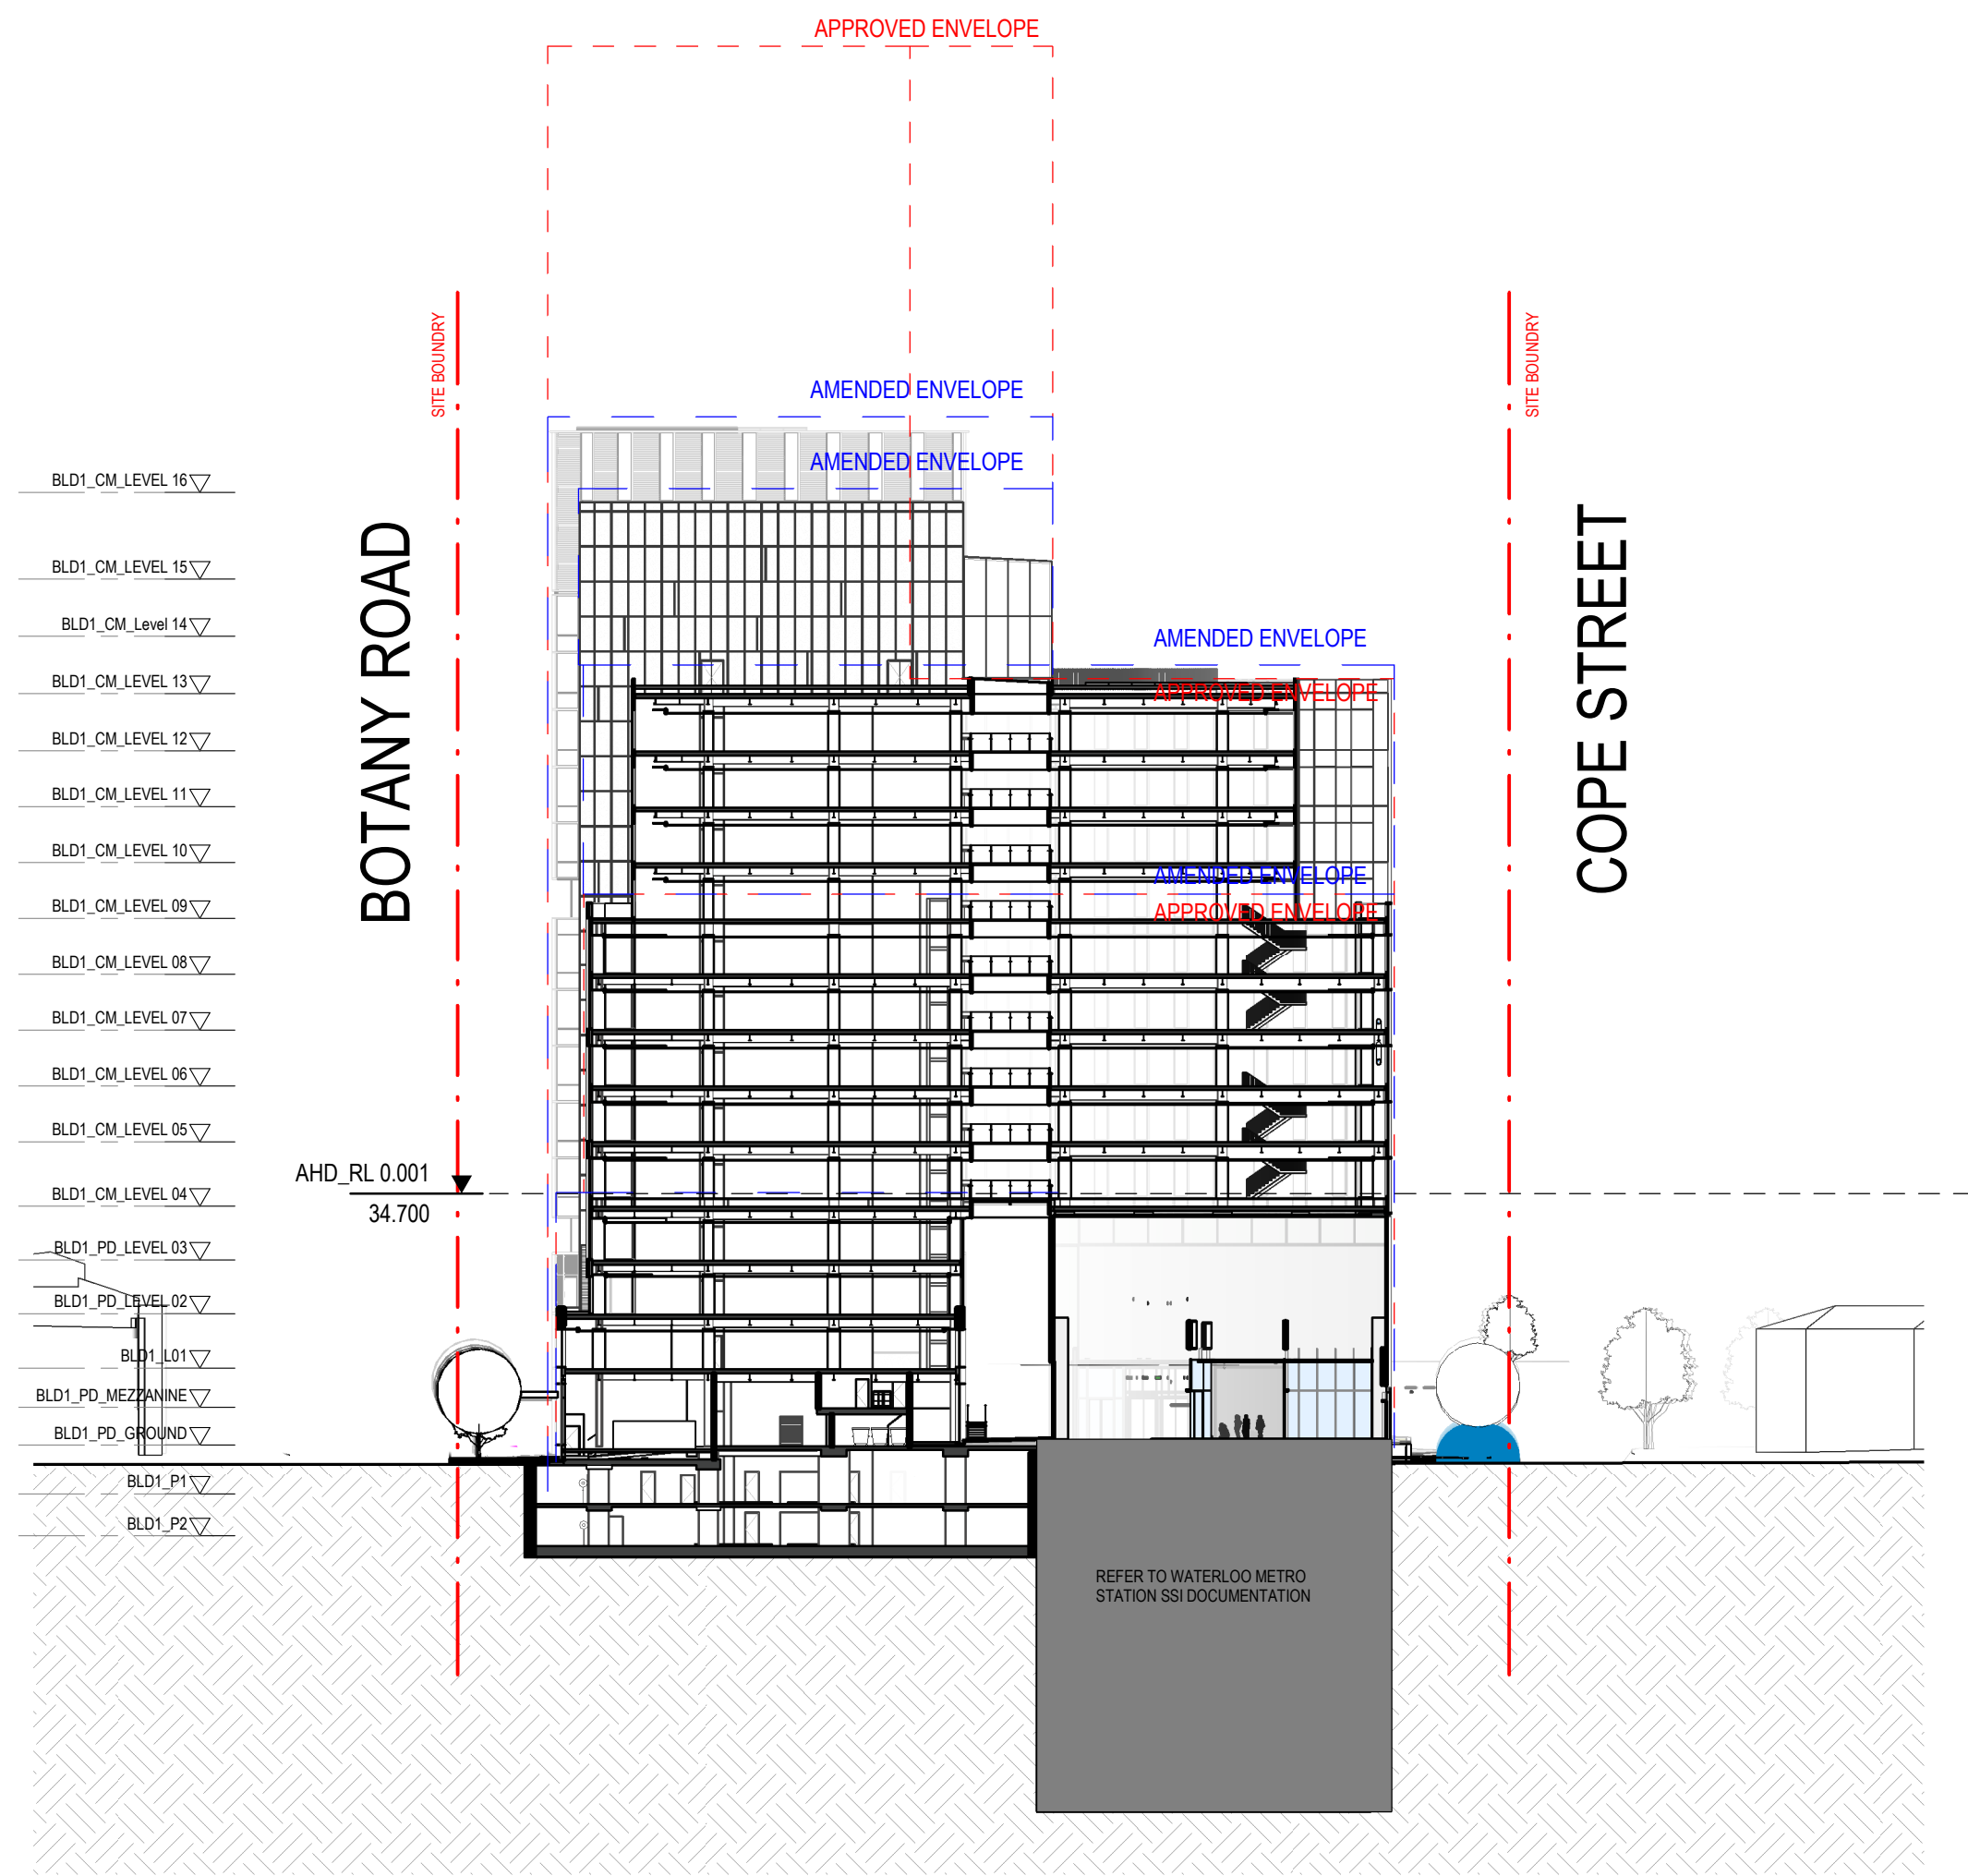 APPROVED ENVELOPE
SITE BOUNDRY
SITE BOUNDRY
AMENDED ENVELOPE
AMENDED ENVELOPE
BLD1_CM_LEVEL 16
BLD1_CM_LEVEL 15
BLD1_CM_Level 14
BLD1_CM_LEVEL 13
BLD1_CM_LEVEL 12
BLD1_CM_LEVEL 11
BLD1_CM_LEVEL 10
BLD1_CM_LEVEL 09
BLD1_CM_LEVEL 08
BLD1_CM_LEVEL 07
BLD1_CM_LEVEL 06
BLD1_CM_LEVEL 05
BLD1_CM_LEVEL 04
BLD1_PD_LEVEL 03
BLD1_PD_LEVEL 02
BLD1_L01
BLD1_PD_MEZZANINE
BLD1_PD_GROUND
BLD1_P1
BLD1_P2
BOTANY ROAD
COPE STREET
AMENDED ENVELOPE
APPROVED ENVELOPE
AMENDED ENVELOPE
APPROVED ENVELOPE
AHD_RL 0.001
34.700
REFER TO WATERLOO METRO
STATION SSI DOCUMENTATION